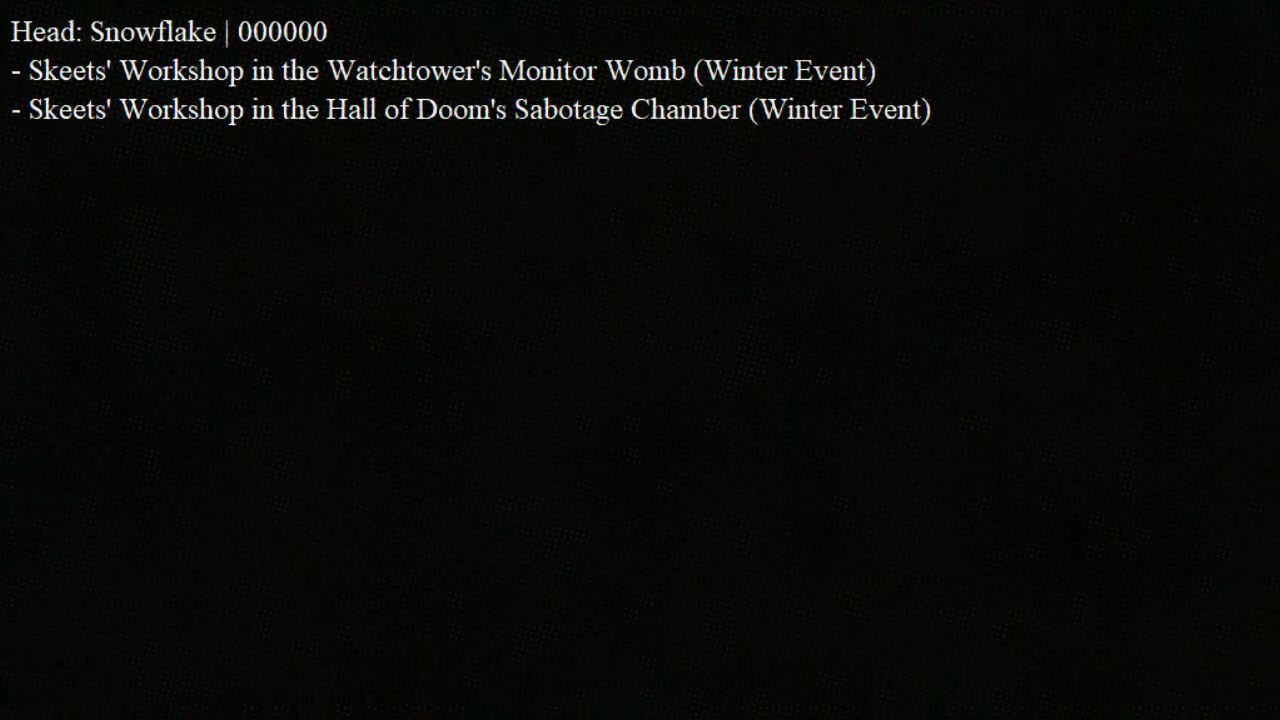 Head: Snowflake | 000000
- Skeets' Workshop in the Watchtower's Monitor Womb (Winter Event)
- Skeets' Workshop in the Hall of Doom's Sabotage Chamber (Winter Event)